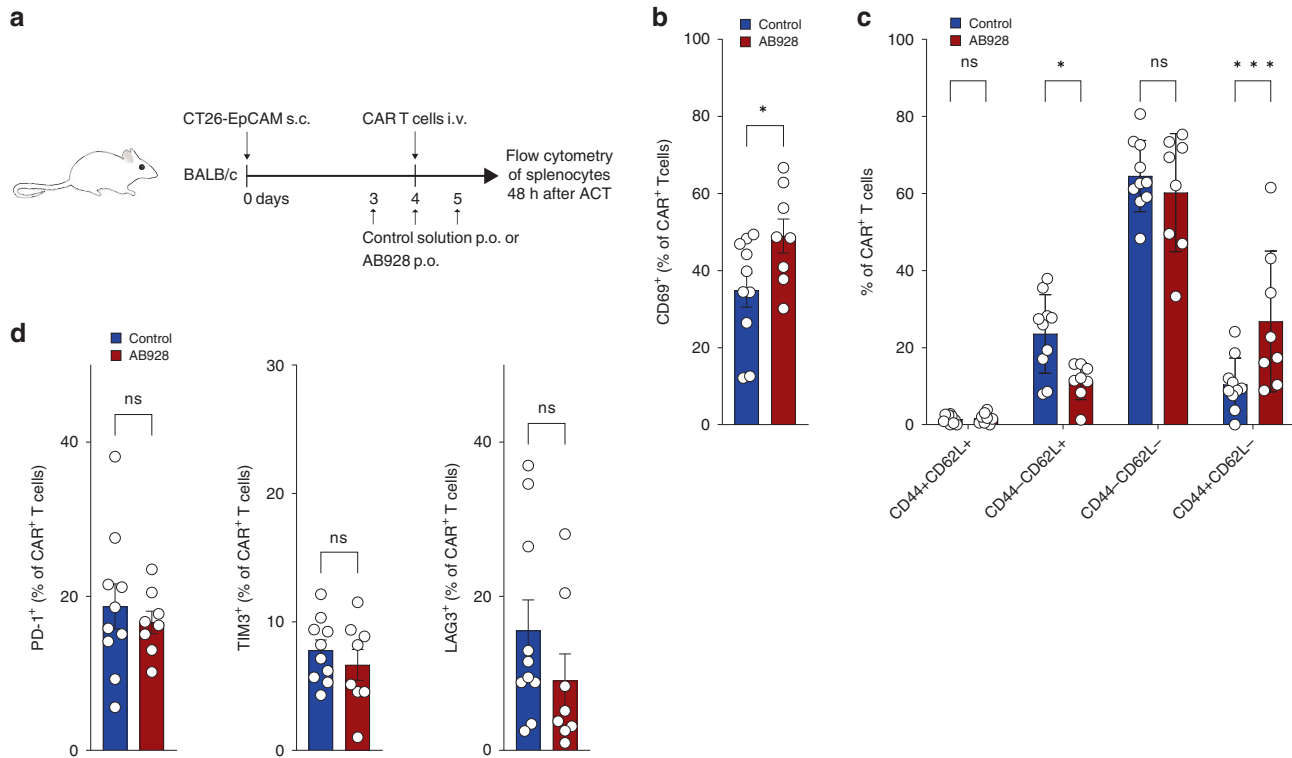 a
CT26-EpCAM s.c.
CAR T cells i.v.
BALB/c
0 days
3
4
5
Control solution p.o. or
AB928 p.o.
Flow cytometry
of splenocytes
48 h after ACT
b
Control
AB928
CD69+ (% of CAR+ Tcells)
100
80
60
40
20
0
*
c
Control
AB928
% of CAR+ T cells
100
80
60
40
20
0
ns
*
ns
* * *
CD44+CD62L+
CD44–CD62L+
CD44–CD62L–
CD44+CD62L–
d
Control
AB928
PD-1+ (% of CAR+ T cells)
40
20
0
ns
TIM3+ (% of CAR+ T cells)
30
20
10
0
ns
LAG3+ (% of CAR+ T cells)
40
20
0
ns